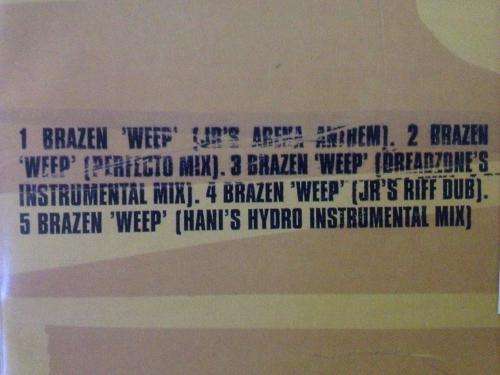 1 BRAZEN 'WEEP' (JR'S ARENA ANTHEM). 2 BRAZEN
'WEEP' (PERFECTO MIX). 3 BRAZEN 'WEEP' (DREADZONE'S
INSTRUMENTAL MIX). 4 BRAZEN 'WEEP' (JR'S RIFF DUB).
5 BRAZEN 'WEEP' (HANI'S HYDRO INSTRUMENTAL MIX)